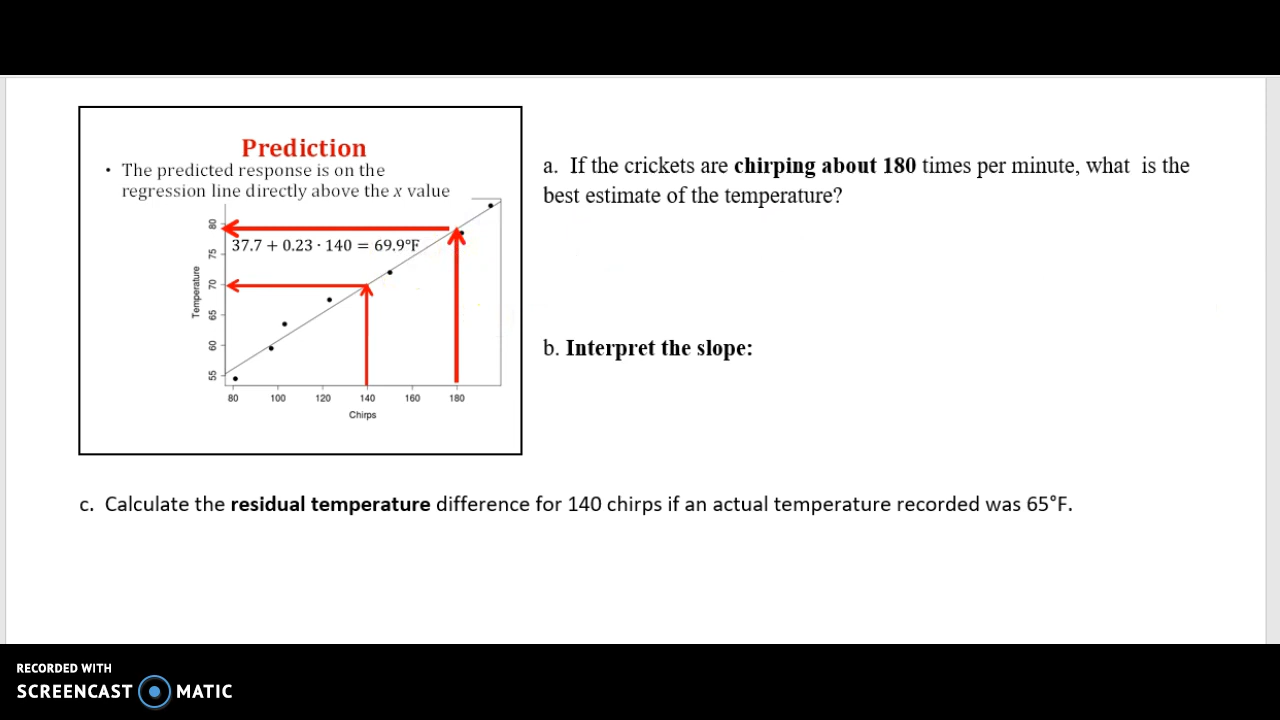 Prediction
• The predicted response is on the
regression line directly above the x value
37.7 + 0.23 · 140 = 69.9°F
Temperature
80
75
70
65
60
55
80 100 120 140 160 180
Chirps
a. If the crickets are chirping about 180 times per minute, what is the
best estimate of the temperature?
b. Interpret the slope:
c. Calculate the residual temperature difference for 140 chirps if an actual temperature recorded was 65°F.
RECORDED WITH
SCREENCAST MATIC